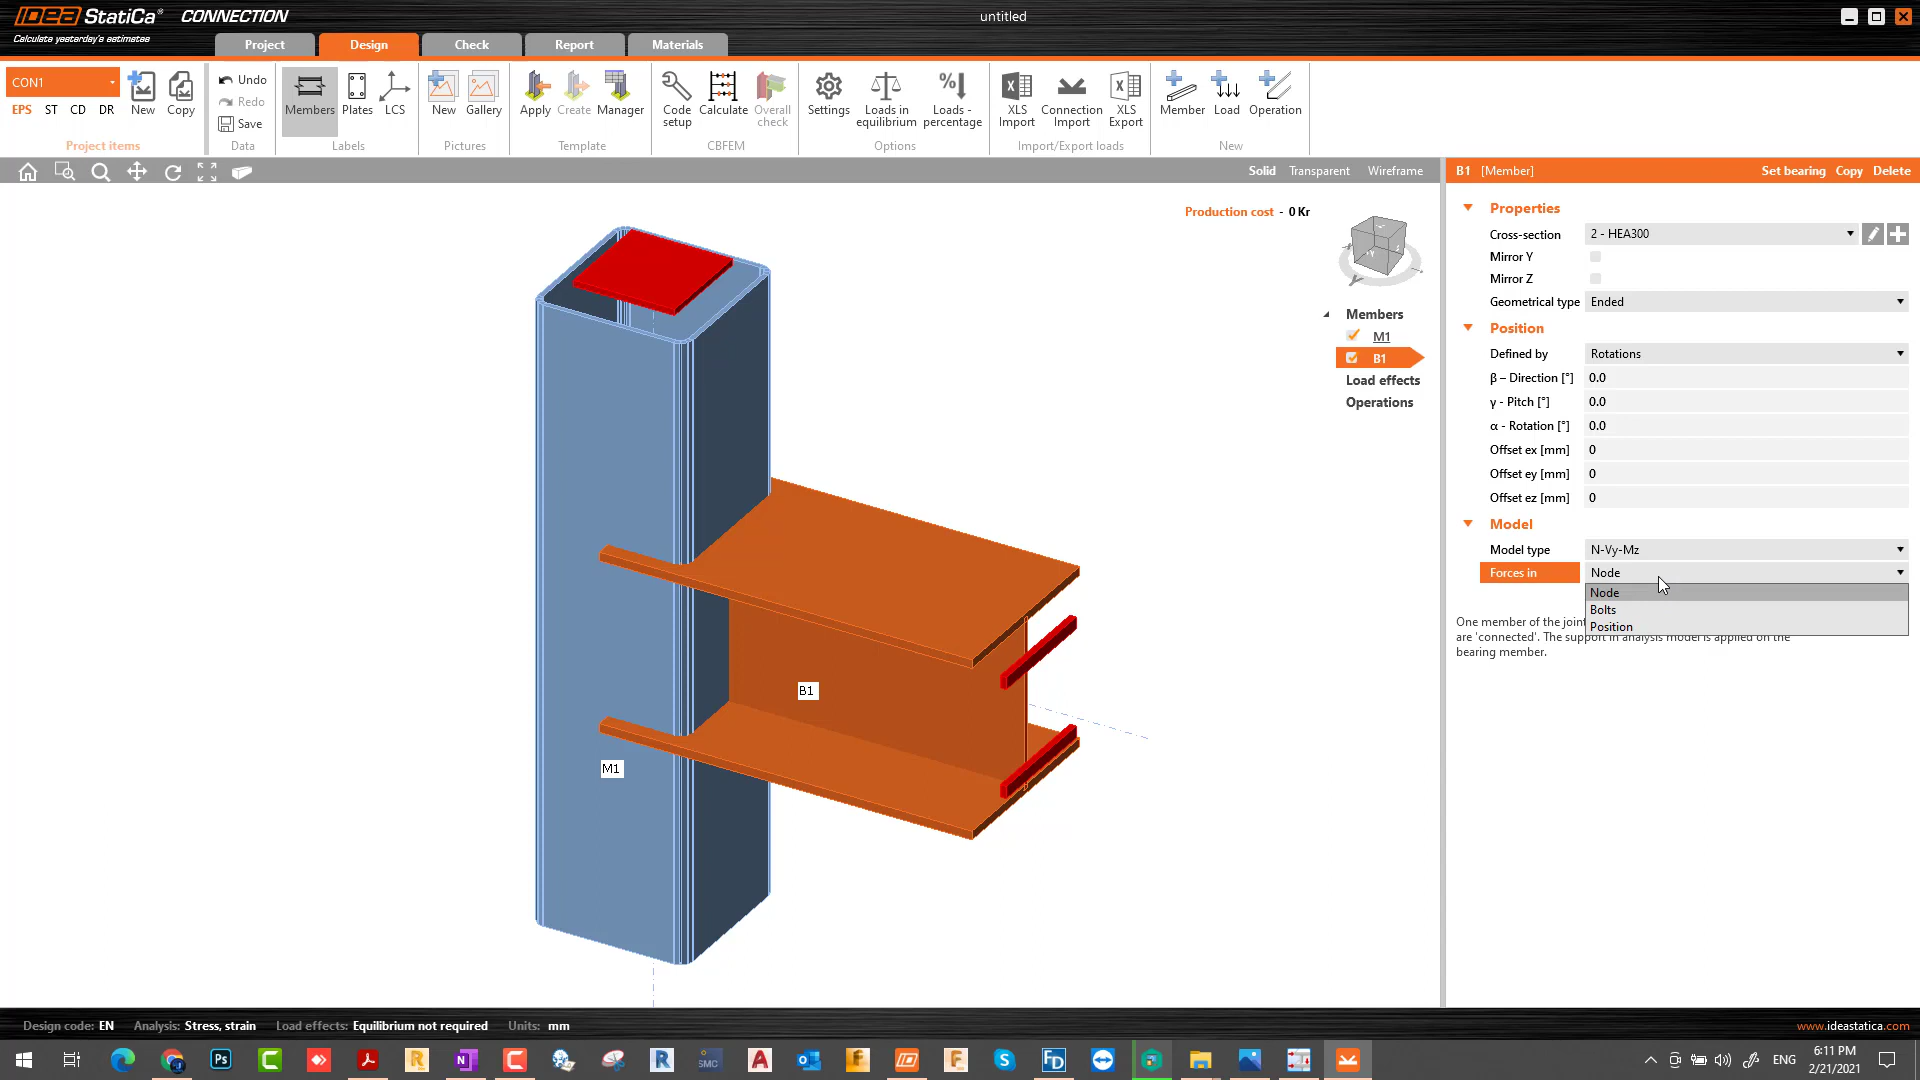 IDEA StatiCa® CONNECTION
Calculate yesterday's estimates
untitled
Project
Design
Check
Report
Materials
CON1
EPS ST CD DR
New
Copy
Undo
Redo
Save
Members
Plates
LCS
New
Gallery
Apply
Create
Manager
Code setup
Calculate
Overall check
Settings
Loads in equilibrium
Loads - percentage
XLS Import
Connection Import
XLS Export
Member
Load
Operation
Project items
Data
Labels
Pictures
Template
CBFEM
Options
Import/Export loads
New
Solid Transparent Wireframe
Production cost - 0 Kr
Members
M1
B1
Load effects
Operations
B1
M1
B1 [Member]
Set bearing Copy Delete
Properties
Cross-section 2 - HEA300
Mirror Y
Mirror Z
Geometrical type Ended
Position
Defined by Rotations
β – Direction [°] 0.0
γ - Pitch [°] 0.0
α - Rotation [°] 0.0
Offset ex [mm] 0
Offset ey [mm] 0
Offset ez [mm] 0
Model
Model type N-Vy-Mz
Forces in Node
Node
Bolts
Position
One member of the joint
are 'connected'. The support in analysis model is applied on the
bearing member.
Design code: EN Analysis: Stress, strain Load effects: Equilibrium not required Units: mm
www.ideastatica.com
ENG
6:11 PM
2/21/2021